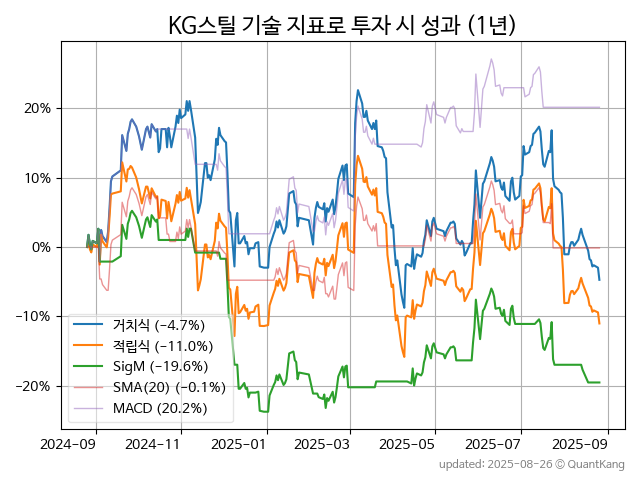 KG스틸 기술 지표로 투자 시 성과 (1년)
20%
10%
0%
−10%
−20%
거치식 (−4.7%)
적립식 (−11.0%)
SigM (−19.6%)
SMA(20) (−0.1%)
MACD (20.2%)
2024-09
2024-11
2025-01
2025-03
2025-05
2025-07
2025-09
updated: 2025-08-26 © QuantKang